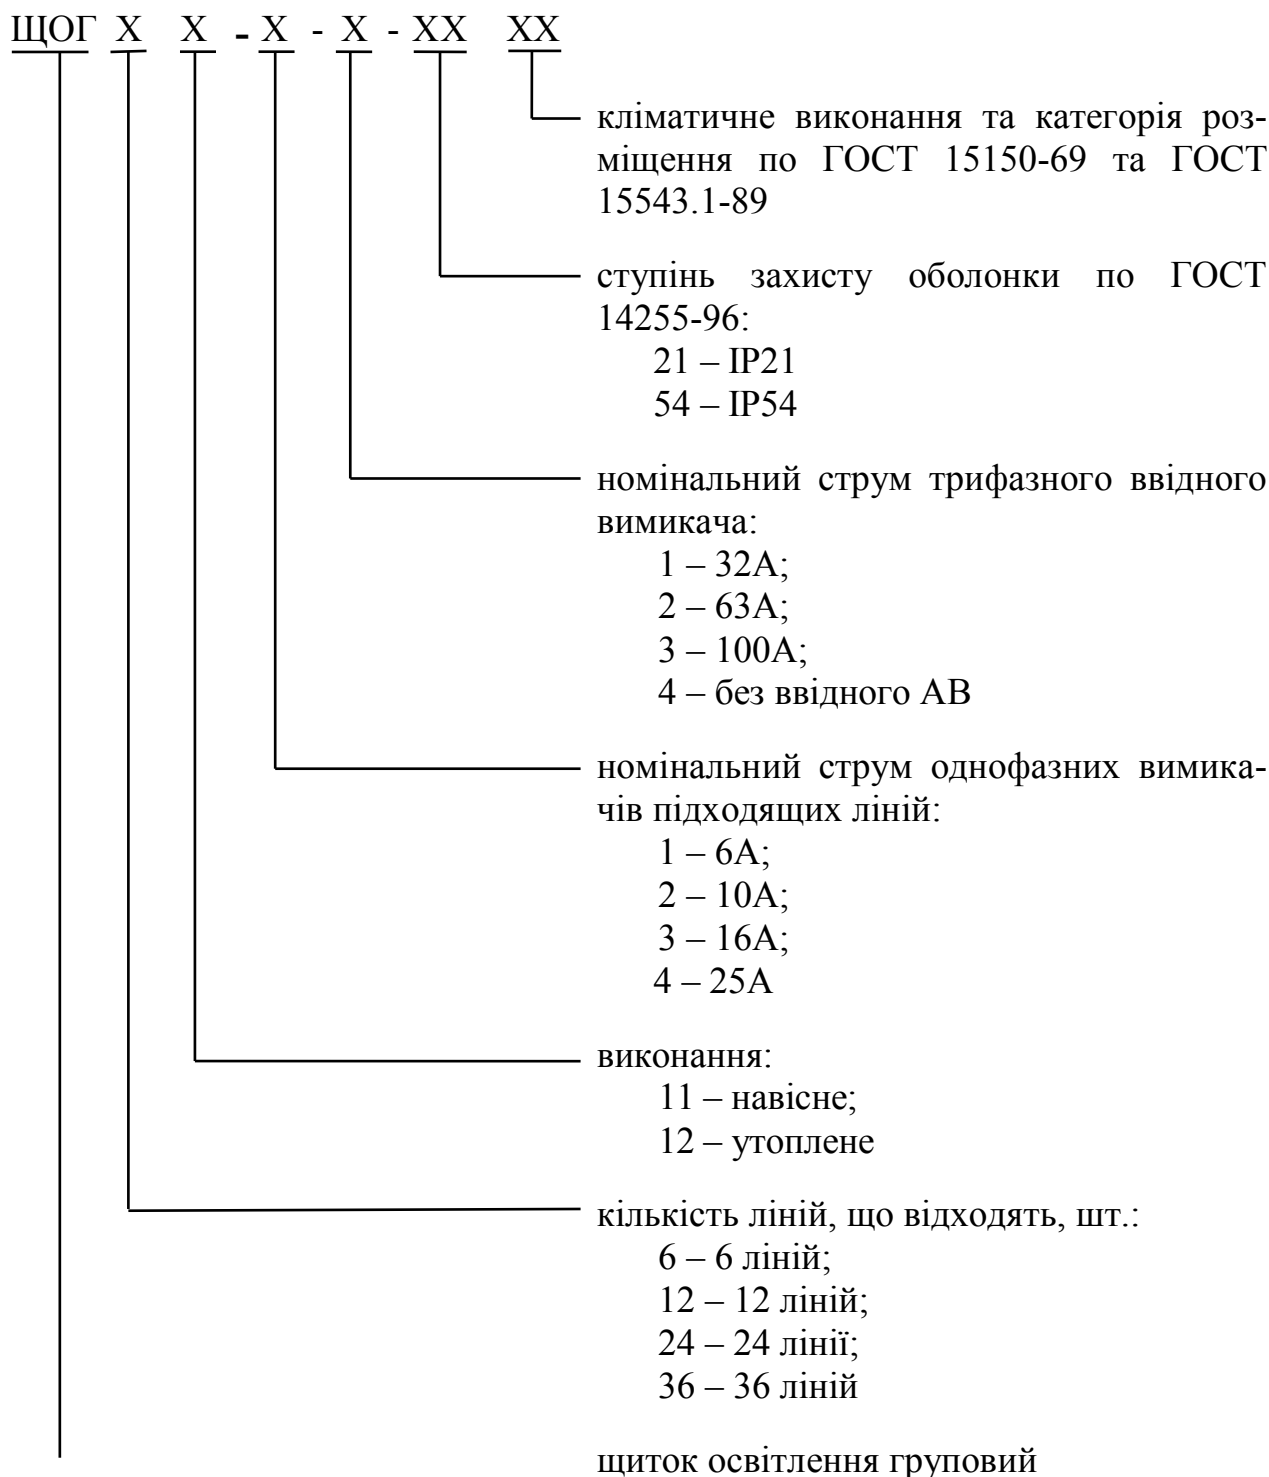 ЩОГ Х Х - Х - Х - ХХ ХХ
кліматичне виконання та категорія роз-
міщення по ГОСТ 15150-69 та ГОСТ
15543.1-89
ступінь захисту оболонки по ГОСТ
14255-96:
21 – IP21
54 – IP54
номінальний струм трифазного ввідного
вимикача:
1 – 32А;
2 – 63А;
3 – 100А;
4 – без ввідного АВ
номінальний струм однофазних вимика-
чів підходящих ліній:
1 – 6А;
2 – 10А;
3 – 16А;
4 – 25А
виконання:
11 – навісне;
12 – утоплене
кількість ліній, що відходять, шт.:
6 – 6 ліній;
12 – 12 ліній;
24 – 24 лінії;
36 – 36 ліній
щиток освітлення груповий